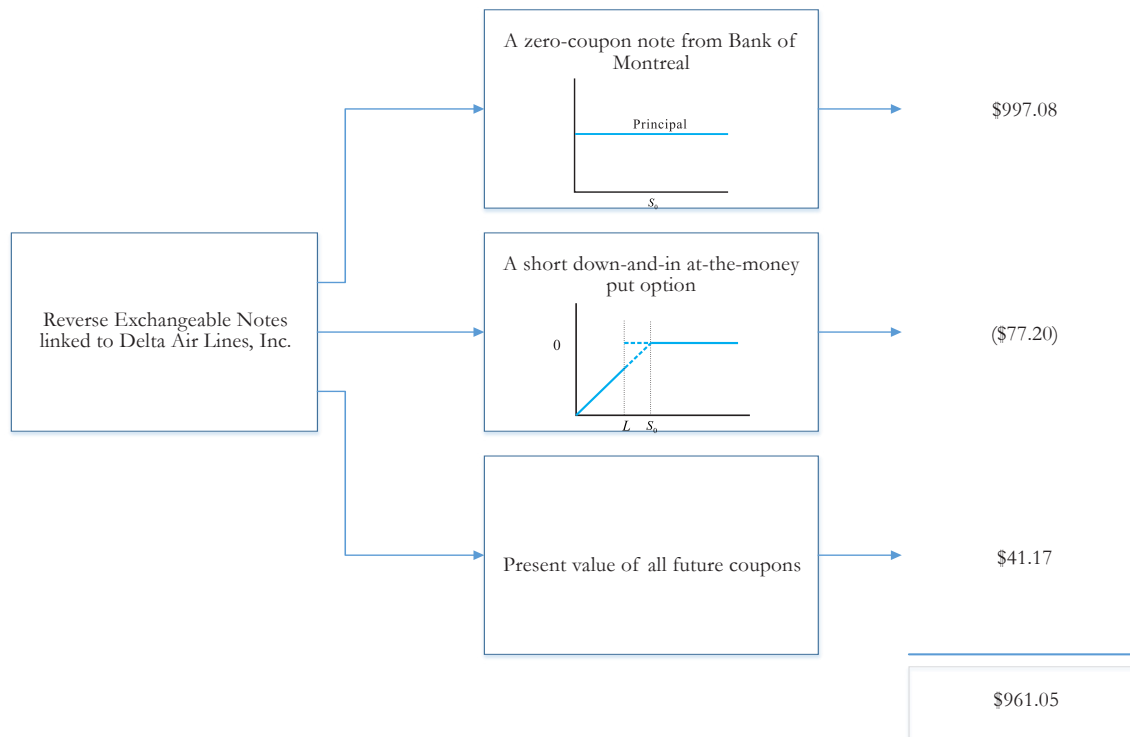 A zero-coupon note from Bank of
Montreal
Principal
S₀
$997.08
Reverse Exchangeable Notes
linked to Delta Air Lines, Inc.
A short down-and-in at-the-money
put option
0
L S₀
($77.20)
Present value of all future coupons
$41.17
$961.05